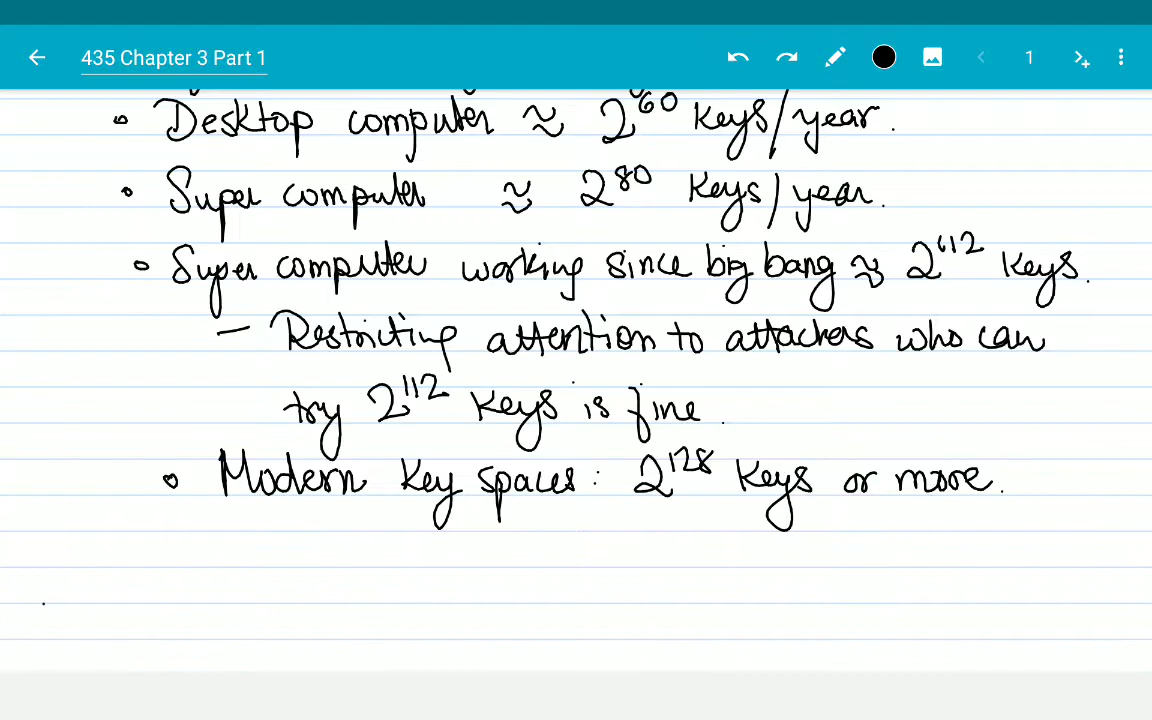 435 Chapter 3 Part 1
1
• Desktop computer ≈ 2^60 keys/year.
• Super computer ≈ 2^80 keys/year.
• Super computer working since big bang ≈ 2^112 keys.
– Restricting attention to attackers who can
try 2^112 keys is fine.
• Modern key spaces: 2^128 keys or more.